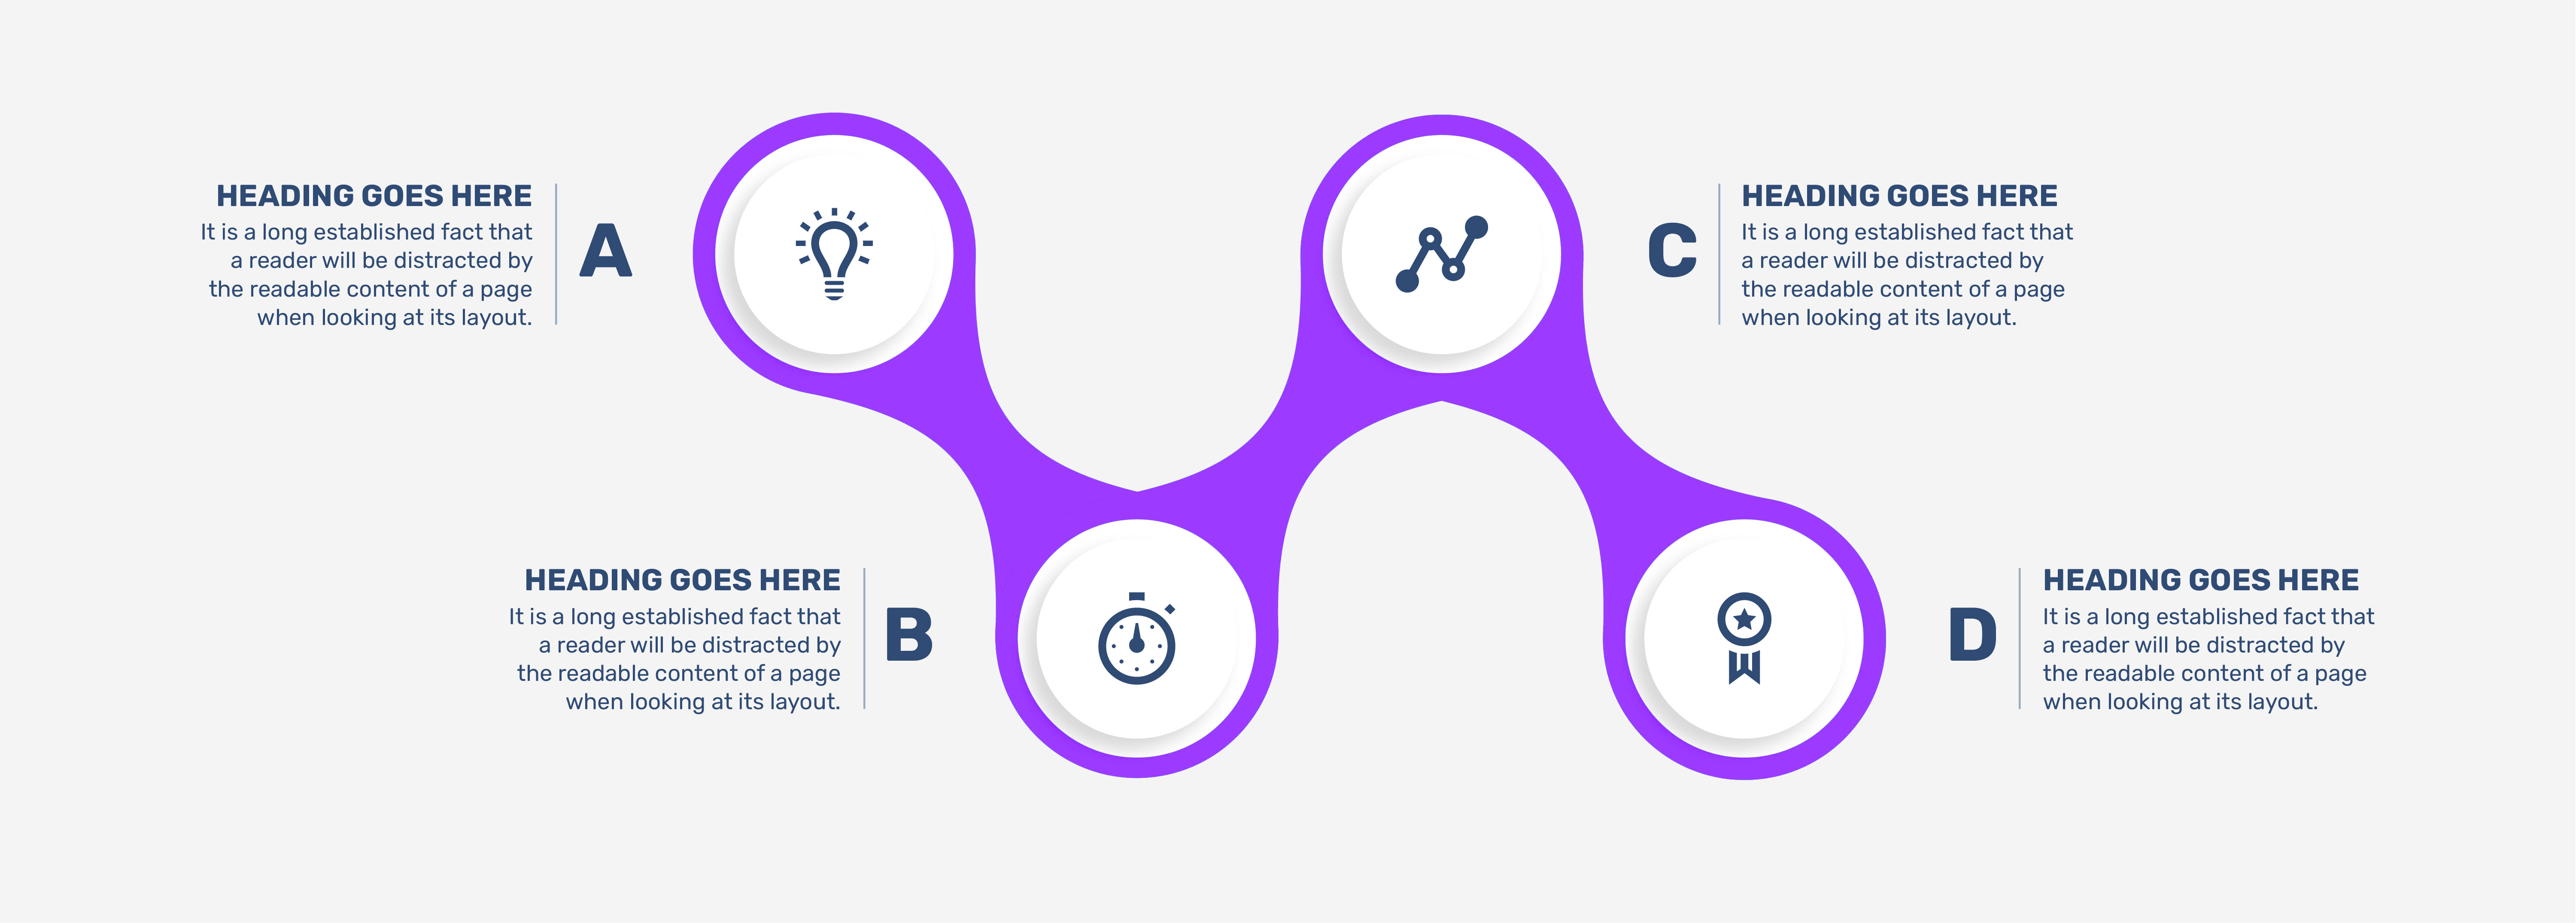 A
HEADING GOES HERE
It is a long established fact that
a reader will be distracted by
the readable content of a page
when looking at its layout.
B
HEADING GOES HERE
It is a long established fact that
a reader will be distracted by
the readable content of a page
when looking at its layout.
C
HEADING GOES HERE
It is a long established fact that
a reader will be distracted by
the readable content of a page
when looking at its layout.
D
HEADING GOES HERE
It is a long established fact that
a reader will be distracted by
the readable content of a page
when looking at its layout.